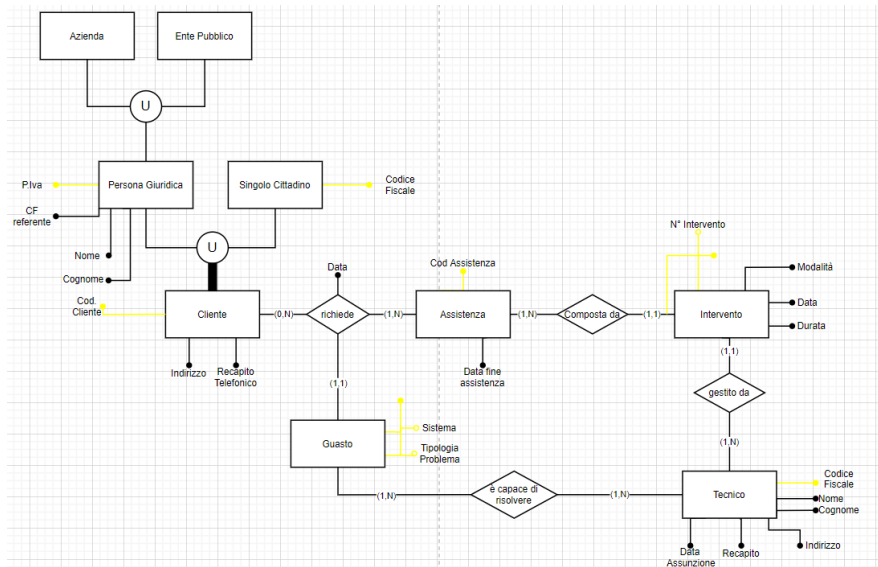 Azienda
Ente Pubblico
U
P.Iva
Persona Giuridica
Singolo Cittadino
Codice
Fiscale
CF
referente
Nome
Cognome
U
Data
Cod Assistenza
N° Intervento
Modalità
Cod.
Cliente
Cliente
(0,N)
richiede
(1,N)
Assistenza
(1,N)
Composta da
(1,1)
Intervento
Data
Durata
Indirizzo
Recapito
Telefonico
(1,1)
Data fine
assistenza
(1,1)
gestito da
Guasto
Sistema
Tipologia
Problema
(1,N)
(1,N)
è capace di
risolvere
(1,N)
Tecnico
Codice
Fiscale
Nome
Cognome
Data
Assunzione
Recapito
Indirizzo